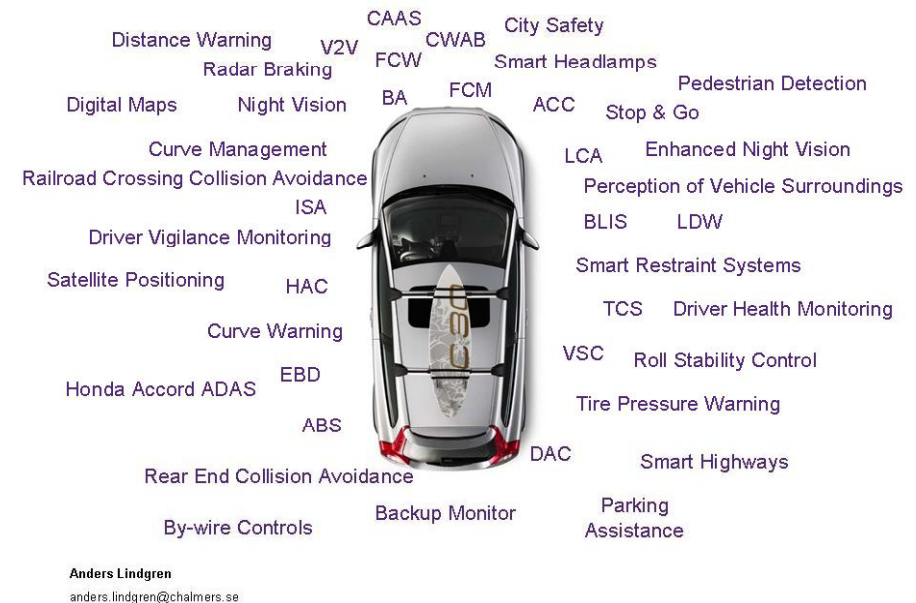 CAAS
City Safety
Distance Warning
V2V
CWAB
FCW
Smart Headlamps
Radar Braking
Pedestrian Detection
Digital Maps
Night Vision
BA
FCM
ACC
Stop & Go
Curve Management
LCA
Enhanced Night Vision
Railroad Crossing Collision Avoidance
Perception of Vehicle Surroundings
ISA
BLIS
LDW
Driver Vigilance Monitoring
Smart Restraint Systems
Satellite Positioning
HAC
TCS
Driver Health Monitoring
Curve Warning
C30
VSC
Roll Stability Control
EBD
Honda Accord ADAS
Tire Pressure Warning
ABS
DAC
Smart Highways
Rear End Collision Avoidance
Backup Monitor
Parking
Assistance
By-wire Controls
Anders Lindgren
anders.lindgren@chalmers.se